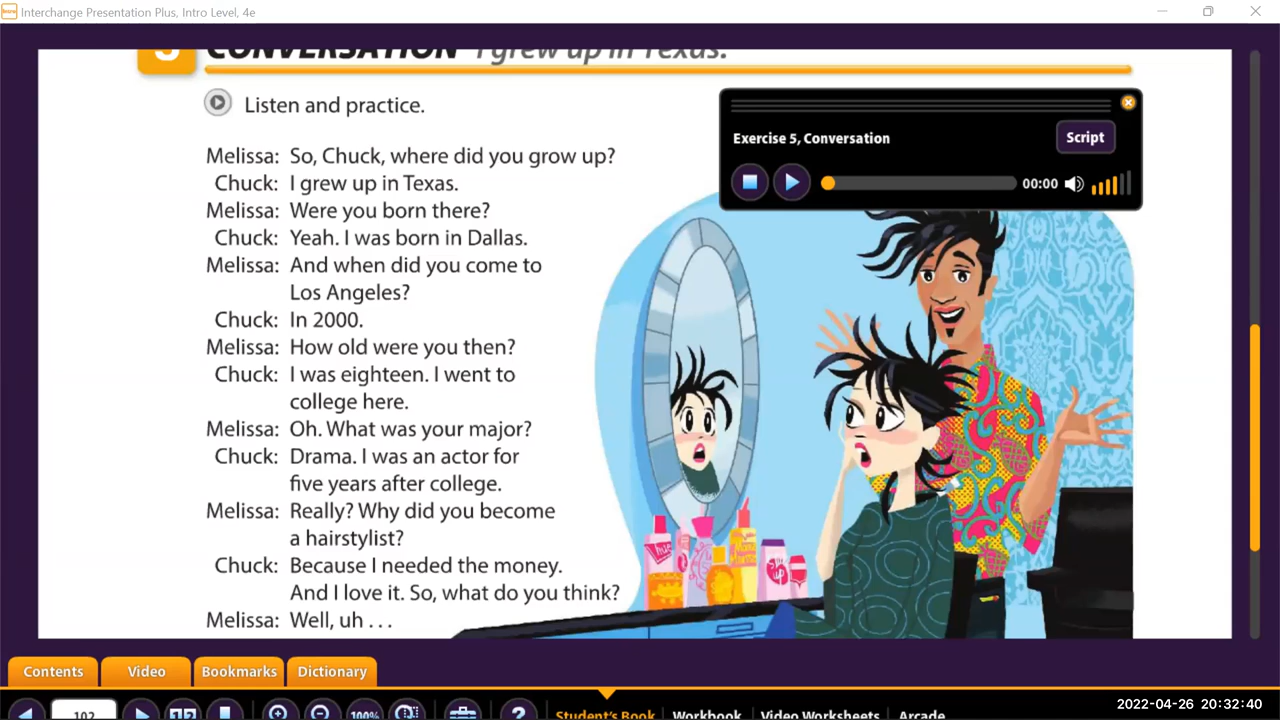 Interchange Presentation Plus, Intro Level, 4e
5 CONVERSATION I grew up in Texas.
Listen and practice.
Exercise 5, Conversation
Script
00:00
Melissa: So, Chuck, where did you grow up?
Chuck: I grew up in Texas.
Melissa: Were you born there?
Chuck: Yeah. I was born in Dallas.
Melissa: And when did you come to
Los Angeles?
Chuck: In 2000.
Melissa: How old were you then?
Chuck: I was eighteen. I went to
college here.
Melissa: Oh. What was your major?
Chuck: Drama. I was an actor for
five years after college.
Melissa: Really? Why did you become
a hairstylist?
Chuck: Because I needed the money.
And I love it. So, what do you think?
Melissa: Well, uh . . .
Contents Video Bookmarks Dictionary
102 100% ? Student's Book Workbook Video Worksheets Arcade
2022-04-26 20:32:40